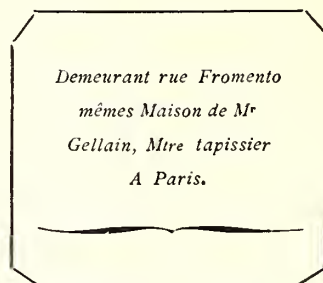 Demeurant rue Fromento
mêmes Maison de Mr
Gellain, Mtre tapissier
A Paris.